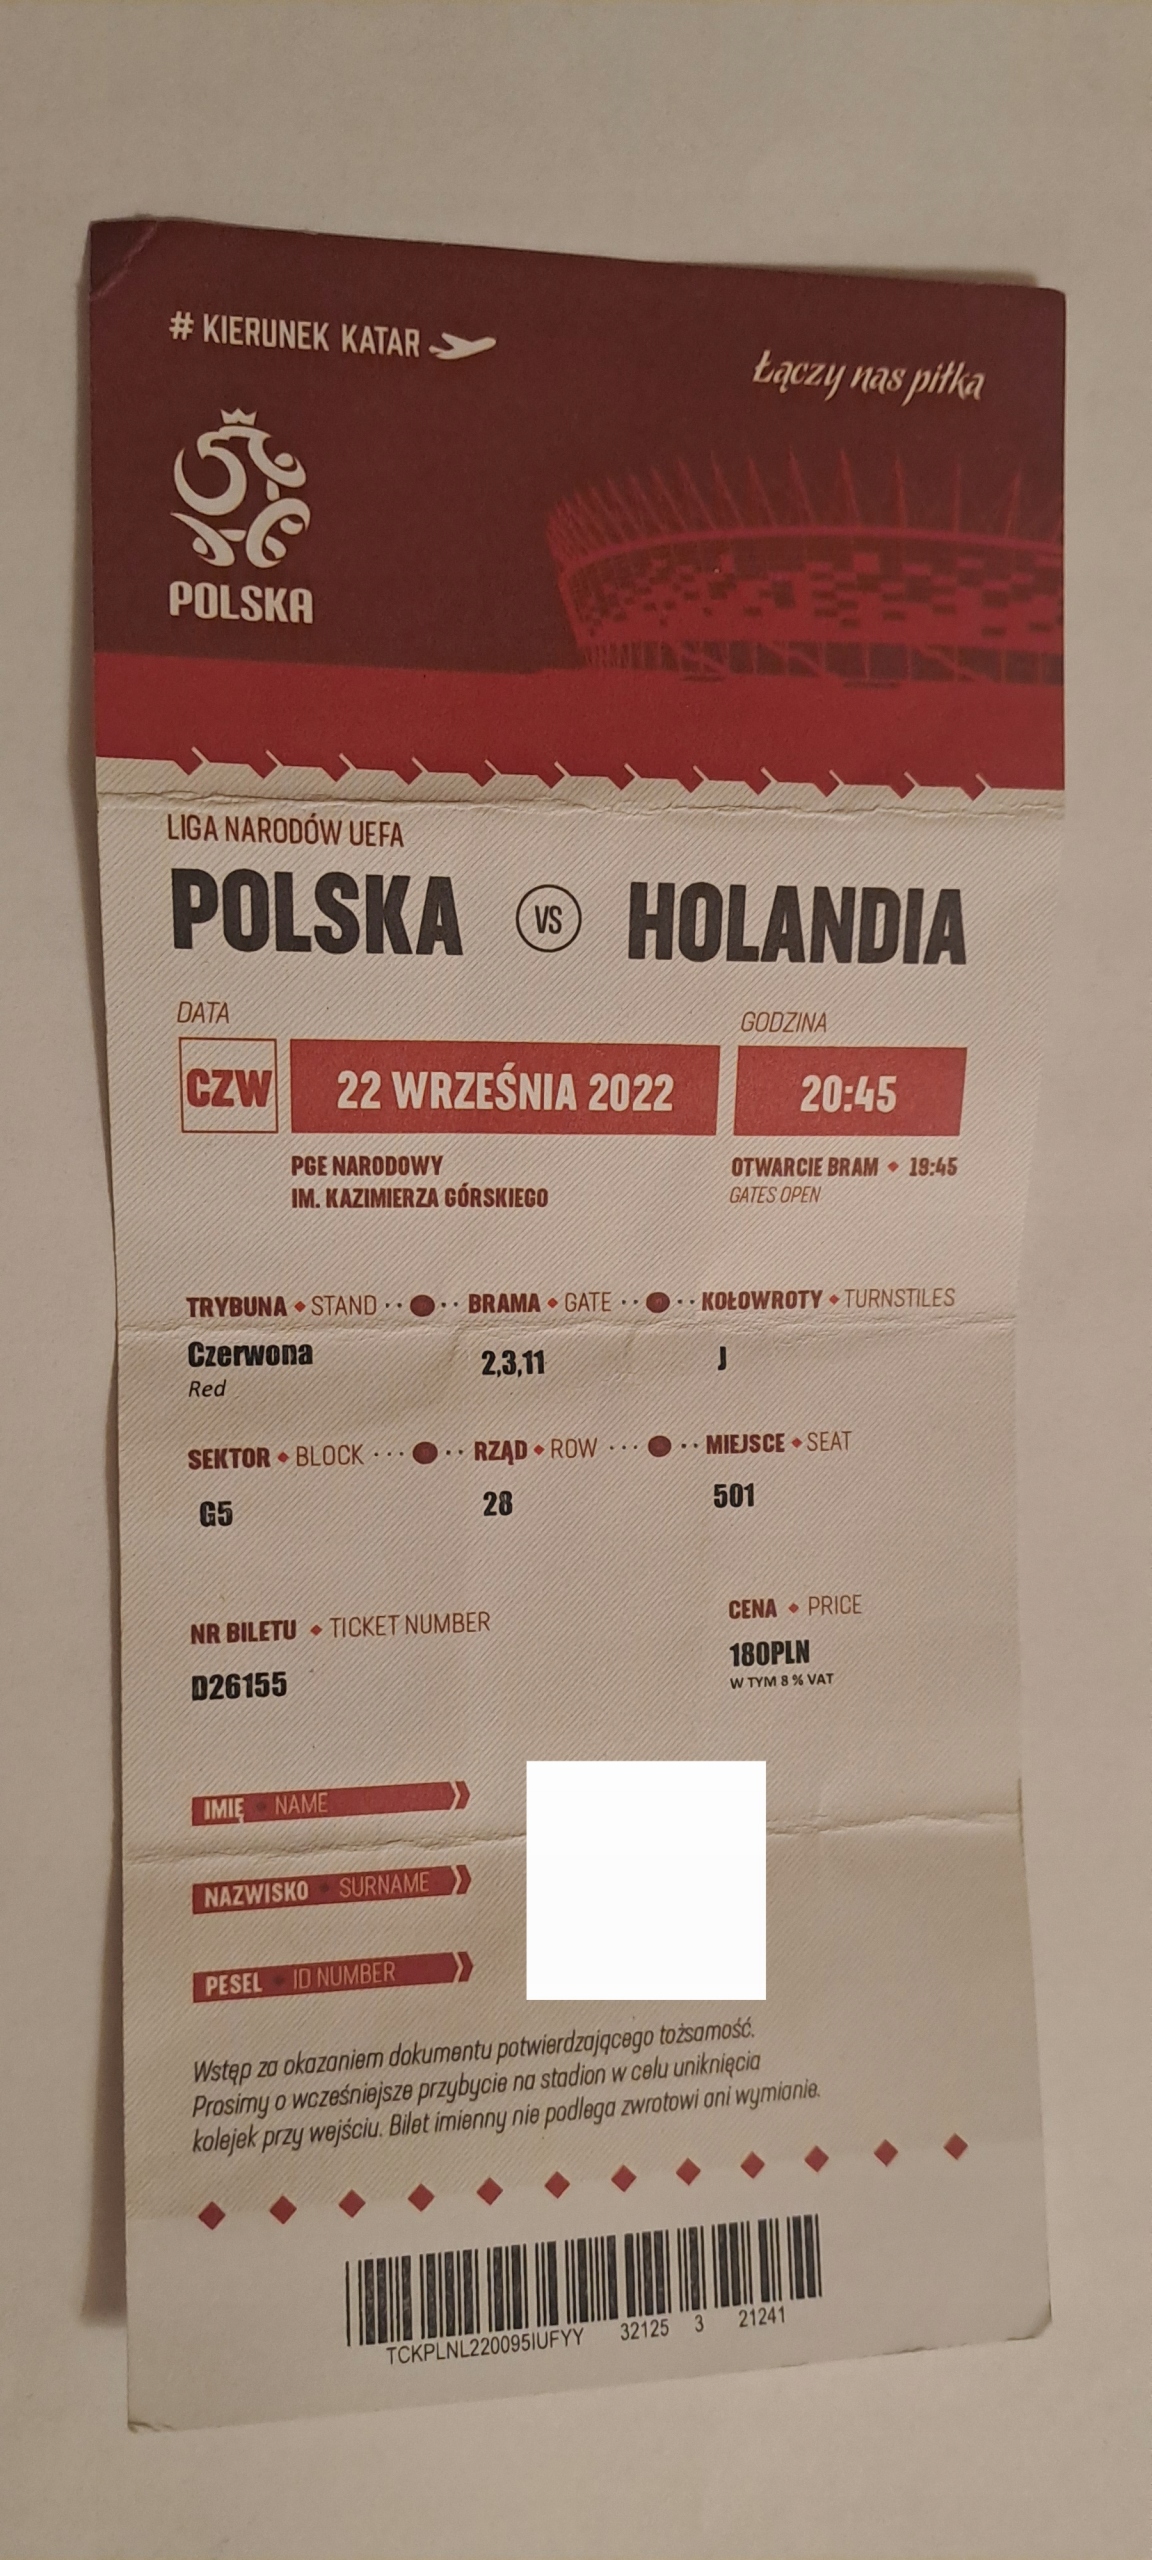 # KIERUNEK KATAR
Łączy nas piłka
POLSKA
LIGA NARODÓW UEFA
POLSKA VS HOLANDIA
DATA GODZINA
CZW 22 WRZEŚNIA 2022 20:45
PGE NARODOWY OTWARCIE BRAM ♦ 19:45
IM. KAZIMIERZA GÓRSKIEGO GATES OPEN
TRYBUNA ♦ STAND ··●·· BRAMA ♦ GATE ··●·· KOŁOWROTY ♦ TURNSTILES
Czerwona 2,3,11 J
Red
SEKTOR ♦ BLOCK ···●·· RZĄD ♦ ROW ···●·· MIEJSCE ♦ SEAT
G5 28 501
NR BILETU ♦ TICKET NUMBER CENA ♦ PRICE
D26155 180PLN
W TYM 8 % VAT
IMIĘ ♦ NAME
NAZWISKO ♦ SURNAME
PESEL ♦ ID NUMBER
Wstęp za okazaniem dokumentu potwierdzającego tożsamość.
Prosimy o wcześniejsze przybycie na stadion w celu uniknięcia
kolejek przy wejściu. Bilet imienny nie podlega zwrotowi ani wymianie.
TCKPLNL220095IUFYY 32125 3 21241